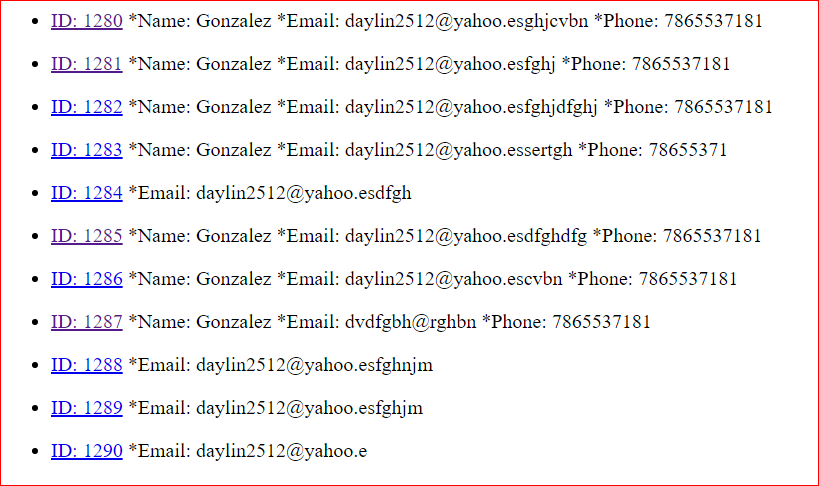 ID: 1280 *Name: Gonzalez *Email: daylin2512@yahoo.esghjcvbn *Phone: 7865537181
ID: 1281 *Name: Gonzalez *Email: daylin2512@yahoo.esfghj *Phone: 7865537181
ID: 1282 *Name: Gonzalez *Email: daylin2512@yahoo.esfghjdfghj *Phone: 7865537181
ID: 1283 *Name: Gonzalez *Email: daylin2512@yahoo.essertgh *Phone: 78655371
ID: 1284 *Email: daylin2512@yahoo.esdfgh
ID: 1285 *Name: Gonzalez *Email: daylin2512@yahoo.esdfghdfg *Phone: 7865537181
ID: 1286 *Name: Gonzalez *Email: daylin2512@yahoo.escvbn *Phone: 7865537181
ID: 1287 *Name: Gonzalez *Email: dvdfgbh@rghbn *Phone: 7865537181
ID: 1288 *Email: daylin2512@yahoo.esfghnjm
ID: 1289 *Email: daylin2512@yahoo.esfghjm
ID: 1290 *Email: daylin2512@yahoo.e